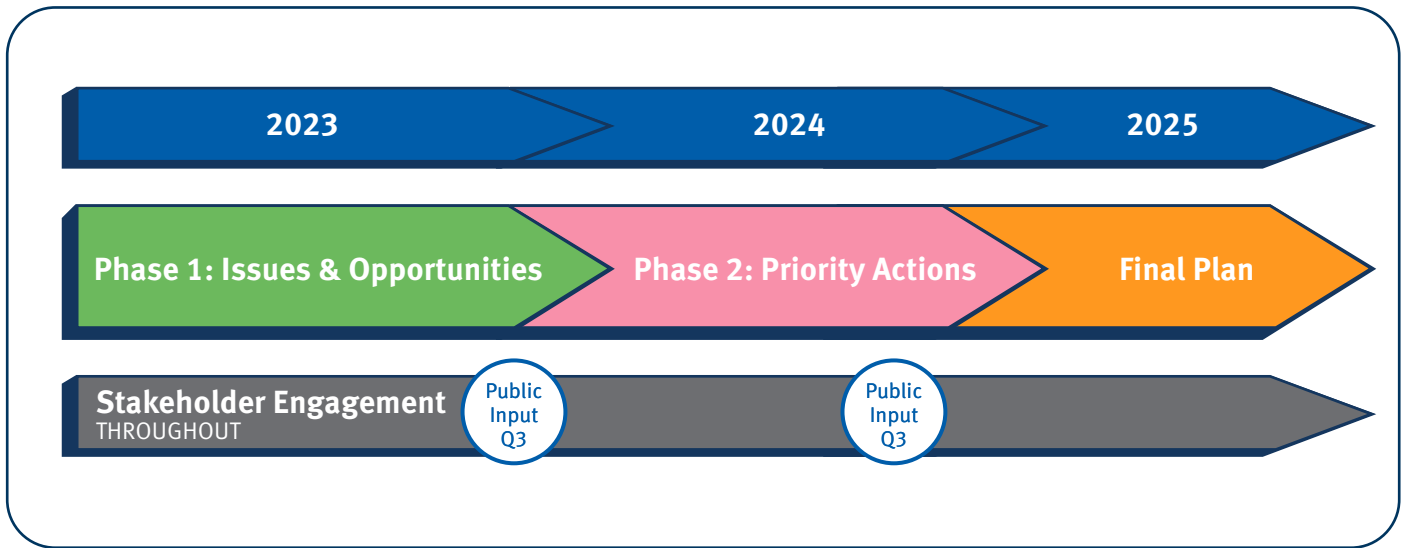 2023
2024
2025
Phase 1: Issues & Opportunities
Phase 2: Priority Actions
Final Plan
Stakeholder Engagement
THROUGHOUT
Public
Input
Q3
Public
Input
Q3